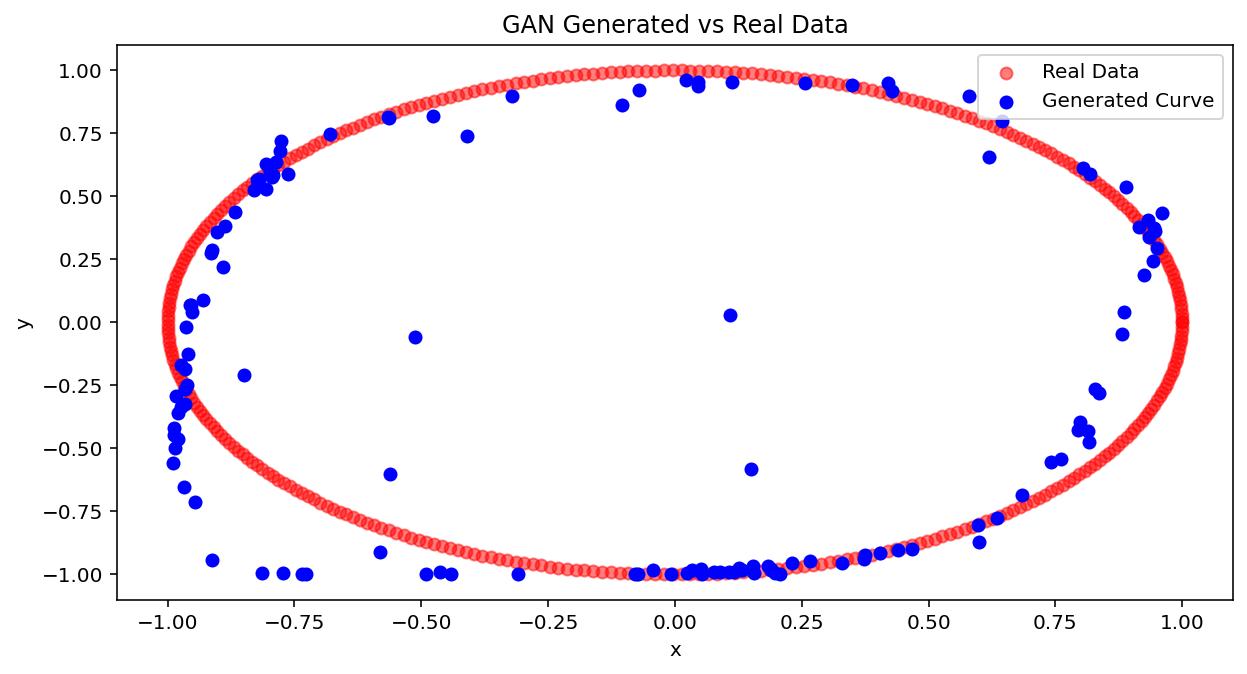 GAN Generated vs Real Data
Real Data
Generated Curve
1.00
0.75
0.50
0.25
0.00
−0.25
−0.50
−0.75
−1.00
y
−1.00 −0.75 −0.50 −0.25 0.00 0.25 0.50 0.75 1.00
x